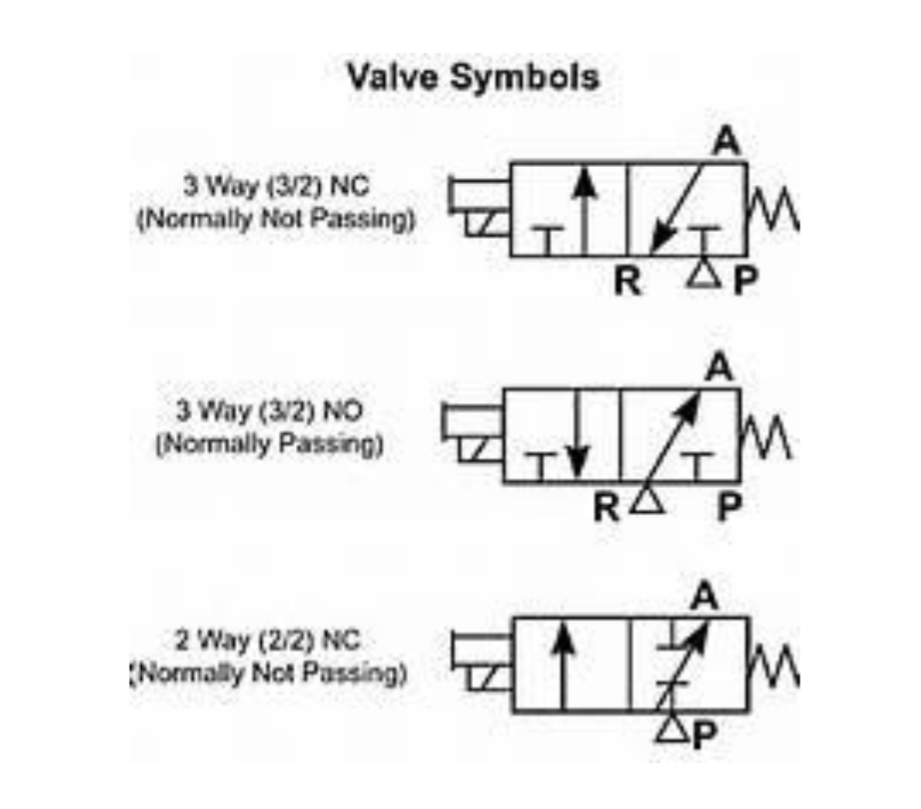 Valve Symbols
A
3 Way (3/2) NC
(Normally Not Passing)
R P
A
3 Way (3/2) NO
(Normally Passing)
R P
A
2 Way (2/2) NC
(Normally Not Passing)
P